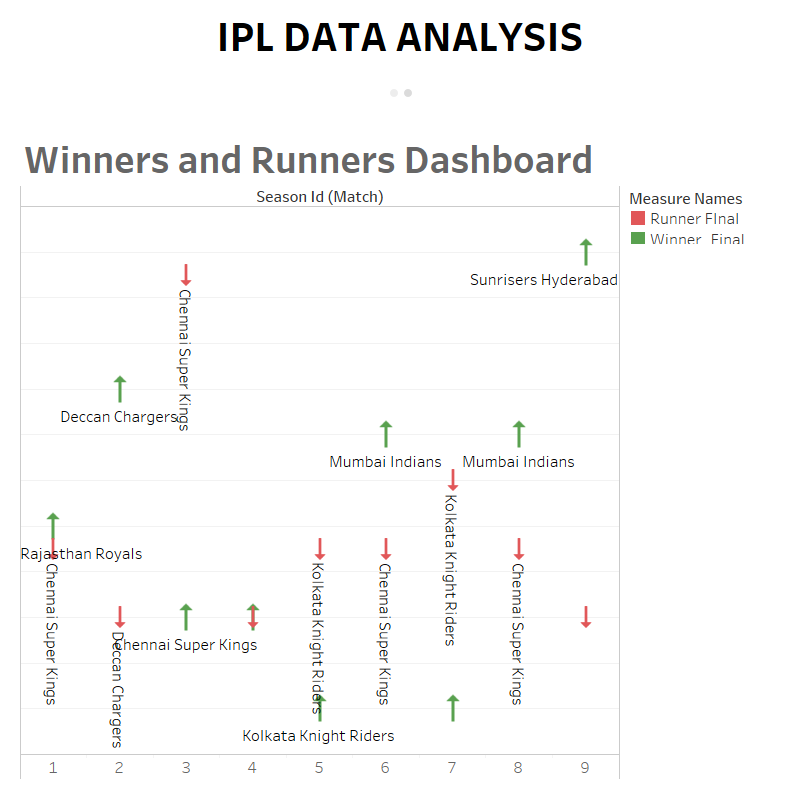 IPL DATA ANALYSIS
Winners and Runners Dashboard
Season Id (Match)
Measure Names
Runner FInal
Winner_Final
Sunrisers Hyderabad
Chennai Super Kings
Deccan Chargers
Mumbai Indians
Mumbai Indians
Kolkata Knight Riders
Rajasthan Royals
Chennai Super Kings
Kolkata Knight Riders
Chennai Super Kings
Chennai Super Kings
Deccan Chargers
Chennai Super Kings
Kolkata Knight Riders
1 2 3 4 5 6 7 8 9